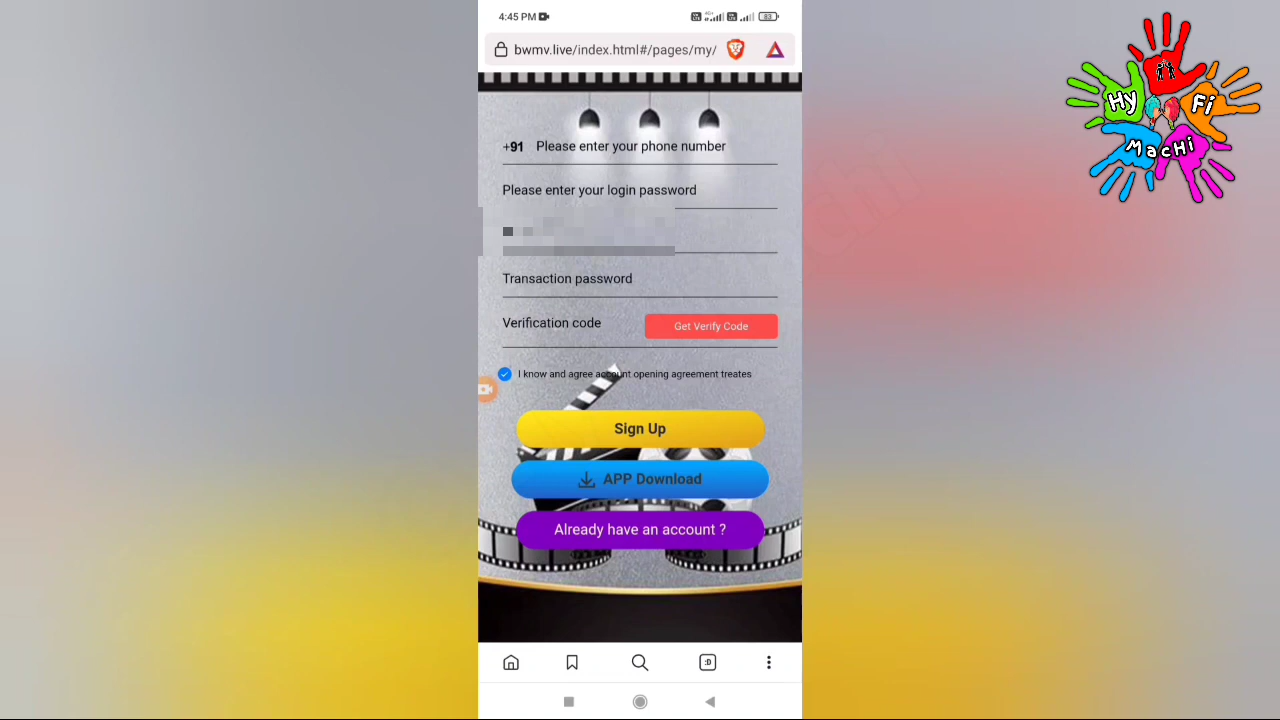 4:45 PM
4G+
83
bwmv.live/index.html#/pages/my/
+91 Please enter your phone number
Please enter your login password
Transaction password
Verification code
Get Verify Code
I know and agree account opening agreement treates
Sign Up
APP Download
Already have an account ?
:D
Hy Fi
MacHi